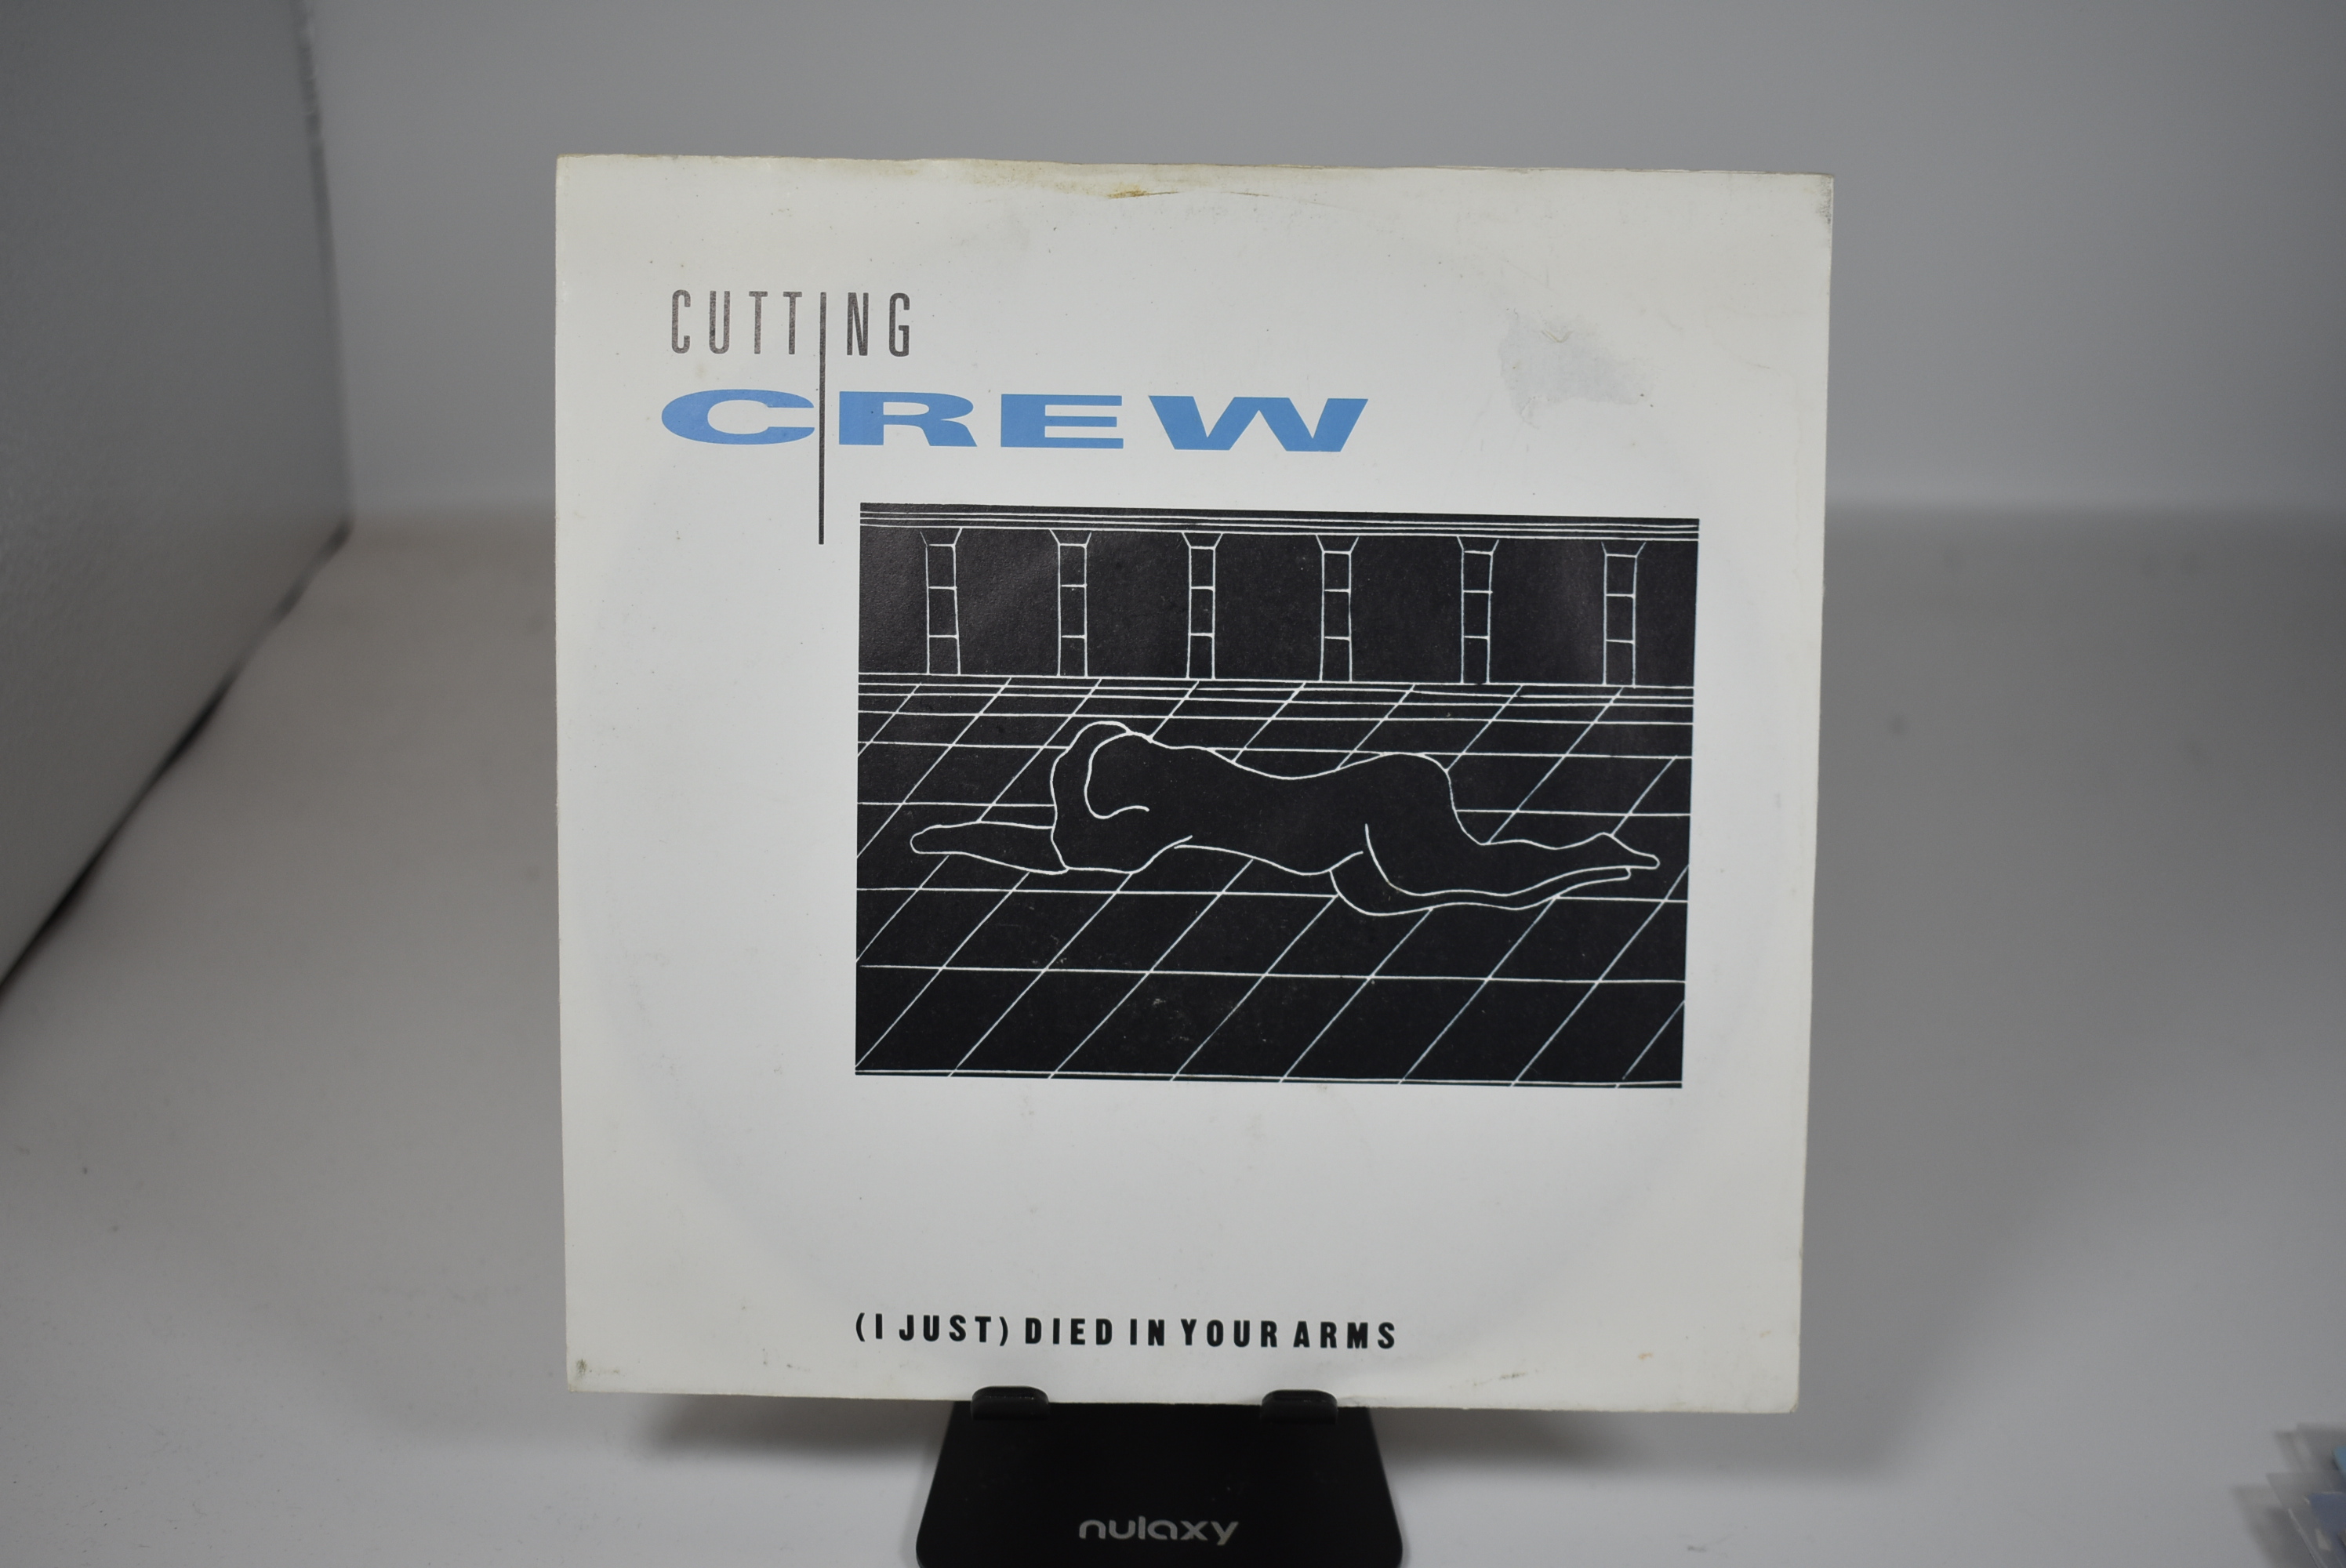 CUTTING
CREW
(I JUST) DIED IN YOUR ARMS
nulaxy